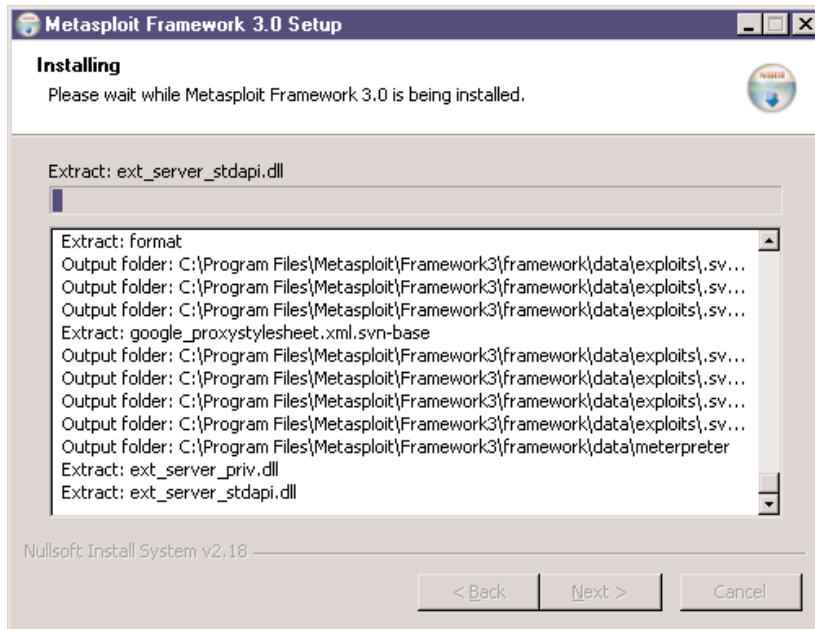 Metasploit Framework 3.0 Setup
Installing
Please wait while Metasploit Framework 3.0 is being installed.
Extract: ext_server_stdapi.dll
Extract: format
Output folder: C:\Program Files\Metasploit\Framework3\framework\data\exploits\.sv...
Output folder: C:\Program Files\Metasploit\Framework3\framework\data\exploits\.sv...
Output folder: C:\Program Files\Metasploit\Framework3\framework\data\exploits\.sv...
Extract: google_proxystylesheet.xml.svn-base
Output folder: C:\Program Files\Metasploit\Framework3\framework\data\exploits\.sv...
Output folder: C:\Program Files\Metasploit\Framework3\framework\data\exploits\.sv...
Output folder: C:\Program Files\Metasploit\Framework3\framework\data\exploits\.sv...
Output folder: C:\Program Files\Metasploit\Framework3\framework\data\exploits\.sv...
Output folder: C:\Program Files\Metasploit\Framework3\framework\data\meterpreter
Extract: ext_server_priv.dll
Extract: ext_server_stdapi.dll
Nullsoft Install System v2.18
< Back
Next >
Cancel